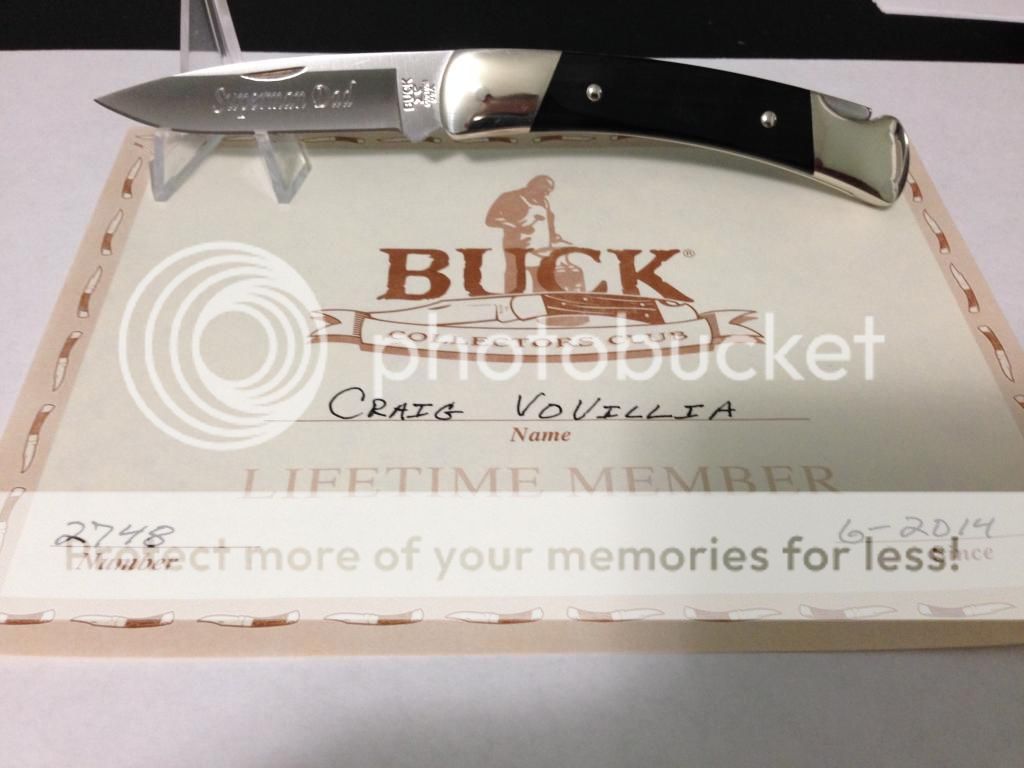 Superman Dad
BUCK
BUCK®
COLLECTORS CLUB
photobucket
CRAIG VOVILLIA
Name
LIFETIME MEMBER
2748
6-2014
Protect more of your memories for less!
Number
Since